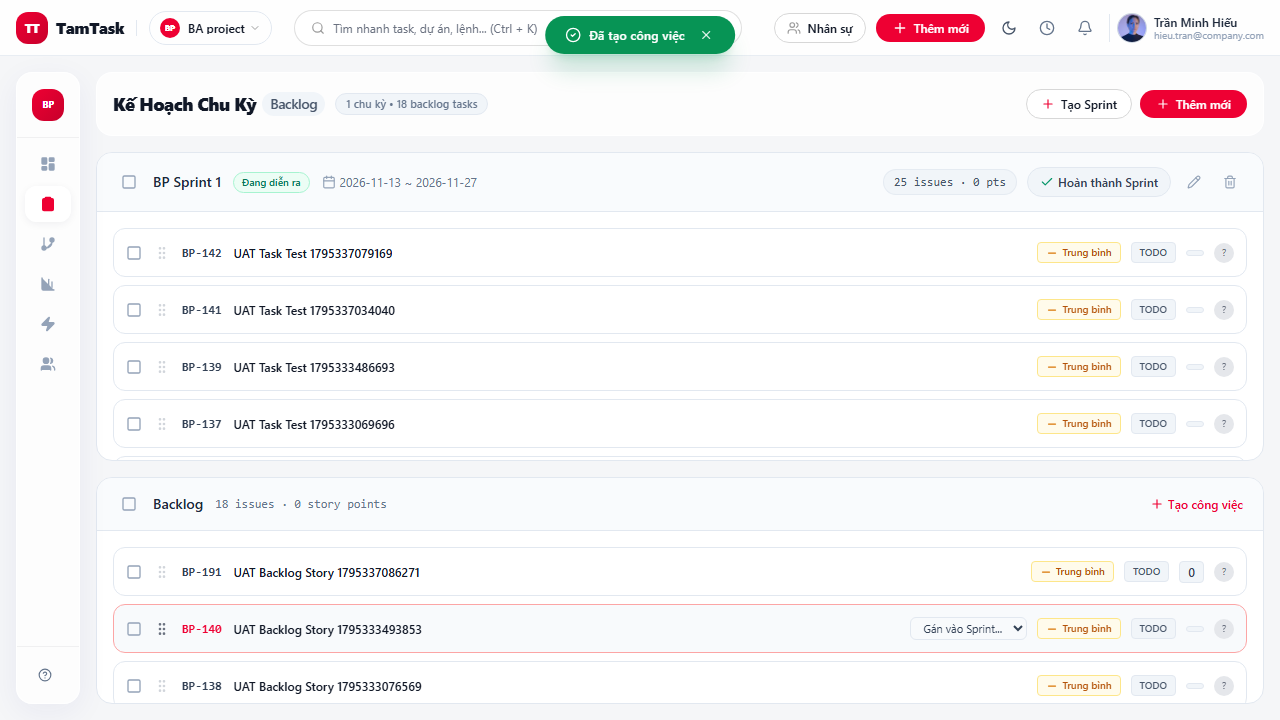 TT TamTask
BP BA project
Tìm nhanh task, dự án, lệnh... (Ctrl + K)
Đã tạo công việc
Nhân sự
Thêm mới
Trần Minh Hiếu
hieu.tran@company.com
BP
Kế Hoạch Chu Kỳ Backlog 1 chu kỳ • 18 backlog tasks
Tạo Sprint
Thêm mới
BP Sprint 1 Đang diễn ra 2026-11-13 ~ 2026-11-27 25 issues · 0 pts Hoàn thành Sprint
BP-142 UAT Task Test 1795337079169 Trung bình TODO ?
BP-141 UAT Task Test 1795337034040 Trung bình TODO ?
BP-139 UAT Task Test 1795333486693 Trung bình TODO ?
BP-137 UAT Task Test 1795333069696 Trung bình TODO ?
Backlog 18 issues · 0 story points Tạo công việc
BP-191 UAT Backlog Story 1795337086271 Trung bình TODO 0 ?
BP-140 UAT Backlog Story 1795333493853 Gán vào Sprint... Trung bình TODO ?
BP-138 UAT Backlog Story 1795333076569 Trung bình TODO ?